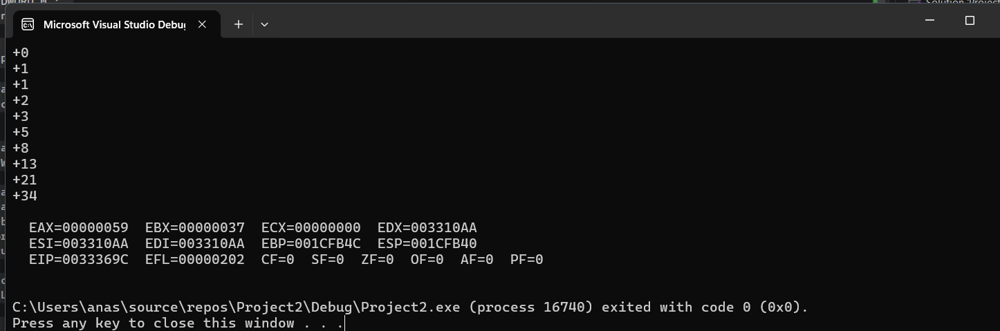 Microsoft Visual Studio Debug
+0
+1
+1
+2
+3
+5
+8
+13
+21
+34
EAX=00000059 EBX=00000037 ECX=00000000 EDX=003310AA
ESI=003310AA EDI=003310AA EBP=001CFB4C ESP=001CFB40
EIP=0033369C EFL=00000202 CF=0 SF=0 ZF=0 OF=0 AF=0 PF=0
C:\Users\anas\source\repos\Project2\Debug\Project2.exe (process 16740) exited with code 0 (0x0).
Press any key to close this window . . .